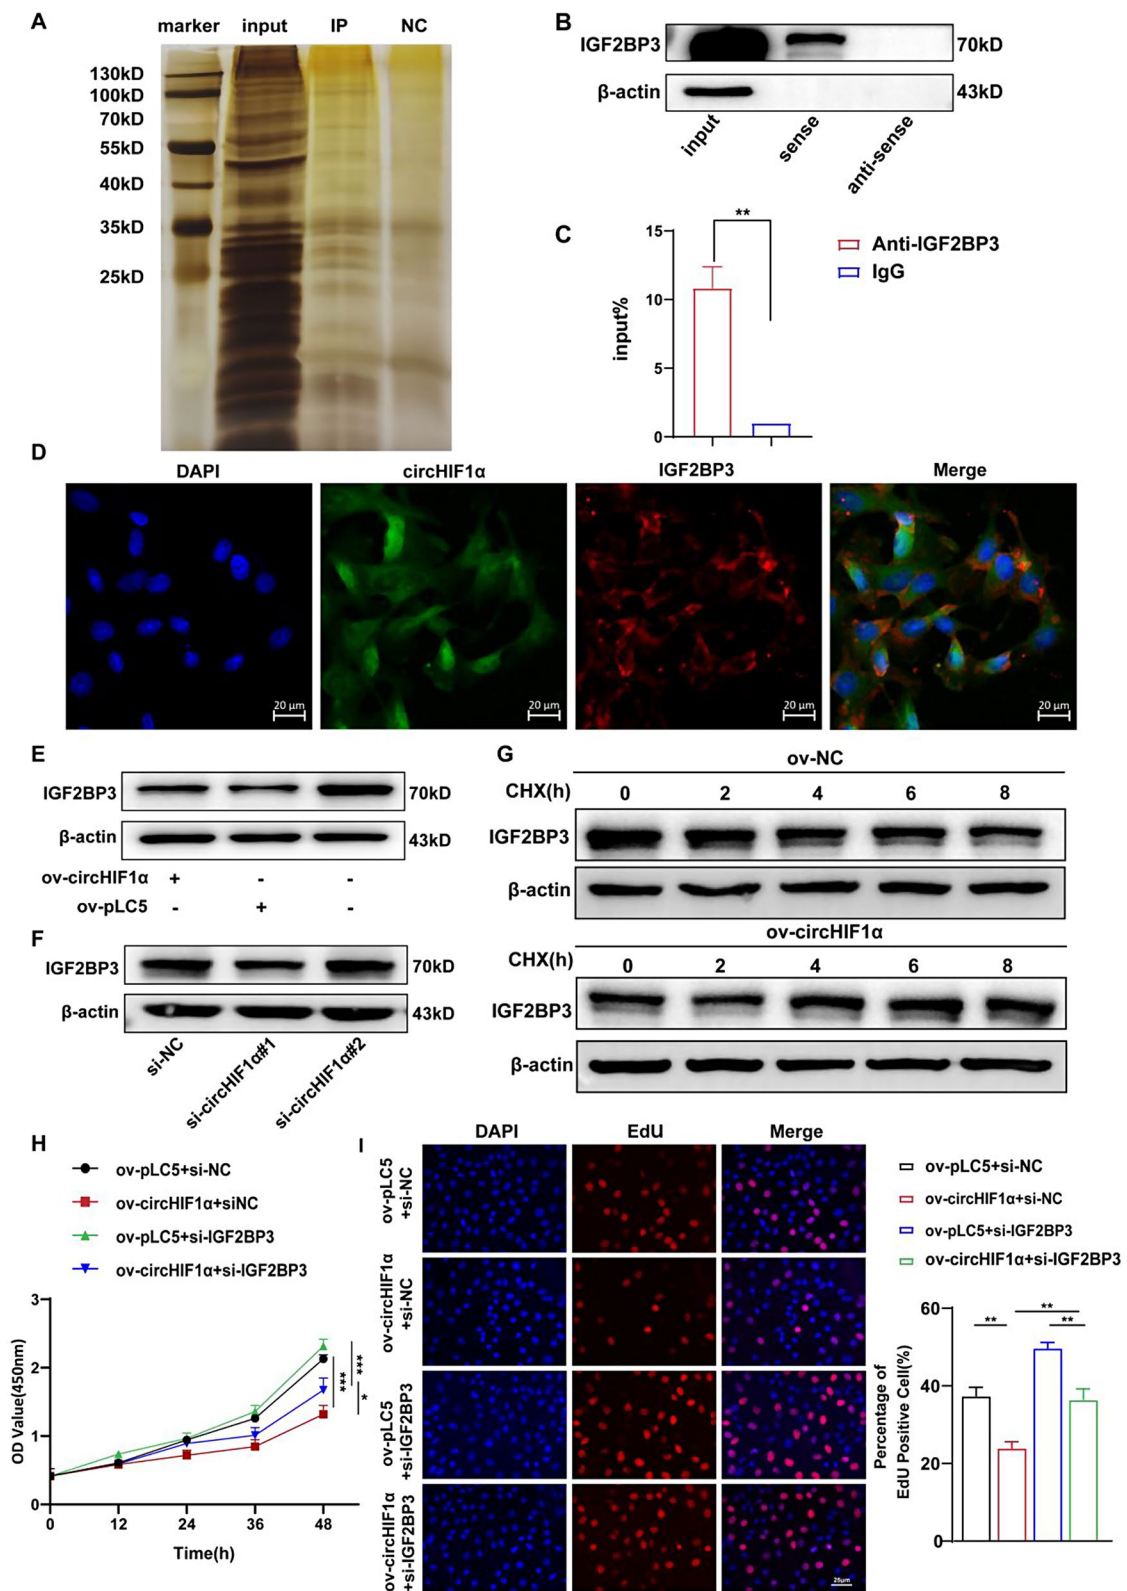 A
marker input IP NC
130kD
100kD
70kD
55kD
40kD
35kD
25kD
B
IGF2BP3 70kD
β-actin 43kD
input sense anti-sense
C
**
15
10
5
0
input%
Anti-IGF2BP3
IgG
D
DAPI circHIF1α IGF2BP3 Merge
20 µm 20 µm 20 µm 20 µm
E
IGF2BP3 70kD
β-actin 43kD
ov-circHIF1α + - -
ov-pLC5 - + -
F
IGF2BP3 70kD
β-actin 43kD
si-NC si-circHIF1α#1 si-circHIF1α#2
G
ov-NC
CHX(h) 0 2 4 6 8
IGF2BP3
β-actin
ov-circHIF1α
CHX(h) 0 2 4 6 8
IGF2BP3
β-actin
H
ov-pLC5+si-NC
ov-circHIF1α+siNC
ov-pLC5+si-IGF2BP3
ov-circHIF1α+si-IGF2BP3
3
2
1
0
OD Value(450nm)
0 12 24 36 48
Time(h)
***
***
*
I
DAPI EdU Merge
ov-pLC5
+si-NC
ov-circHIF1α
+si-NC
ov-pLC5
+si-IGF2BP3
ov-circHIF1α
+si-IGF2BP3
25µm
ov-pLC5+si-NC
ov-circHIF1α+si-NC
ov-pLC5+si-IGF2BP3
ov-circHIF1α+si-IGF2BP3
60
40
20
0
Percentage of
EdU Positive Cell(%)
**
** **